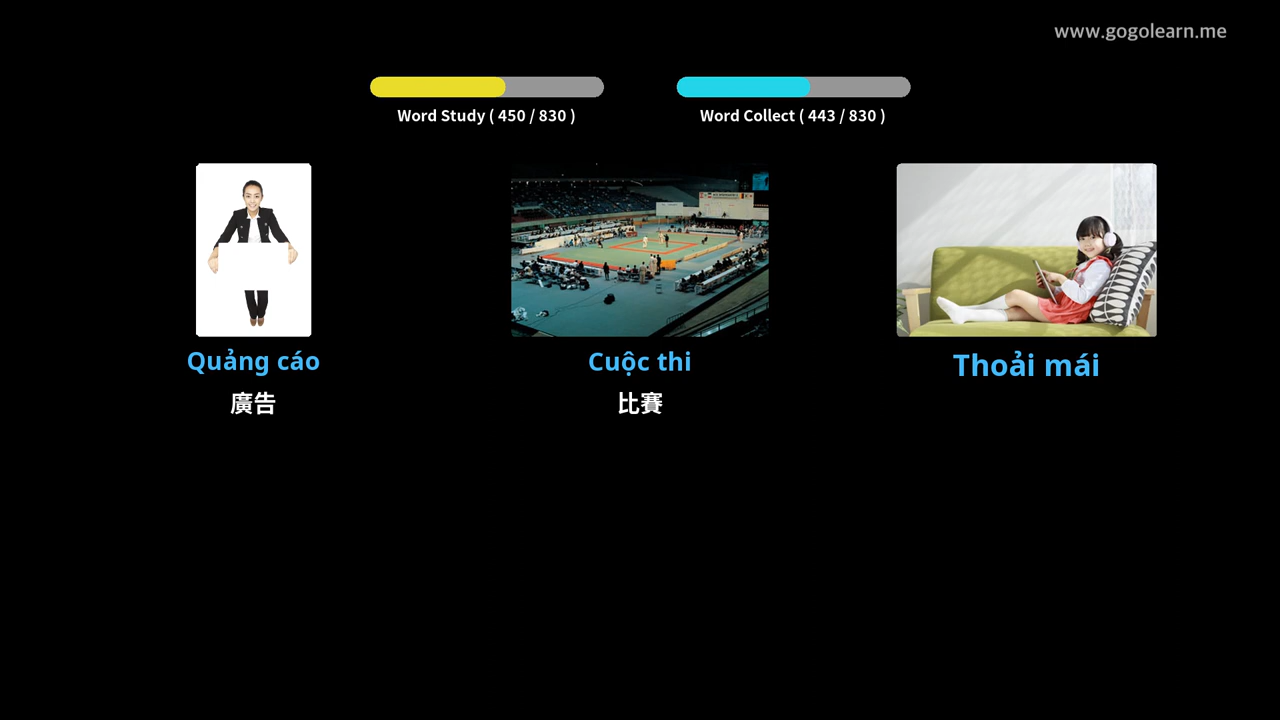 www.gogolearn.me
Word Study ( 450 / 830 )
Word Collect ( 443 / 830 )
Quảng cáo
廣告
Cuộc thi
比賽
Thoải mái